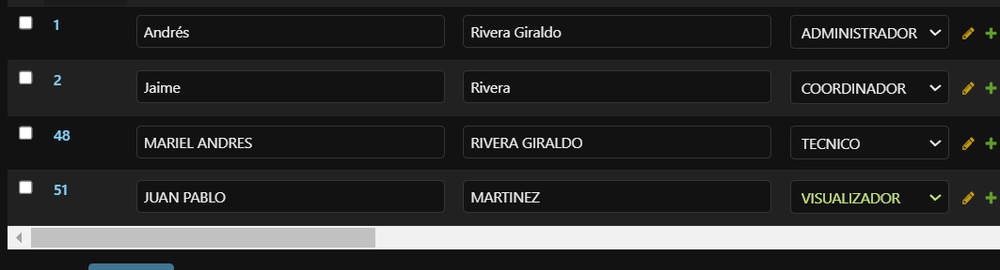 1 Andrés Rivera Giraldo ADMINISTRADOR
2 Jaime Rivera COORDINADOR
48 MARIEL ANDRES RIVERA GIRALDO TECNICO
51 JUAN PABLO MARTINEZ VISUALIZADOR